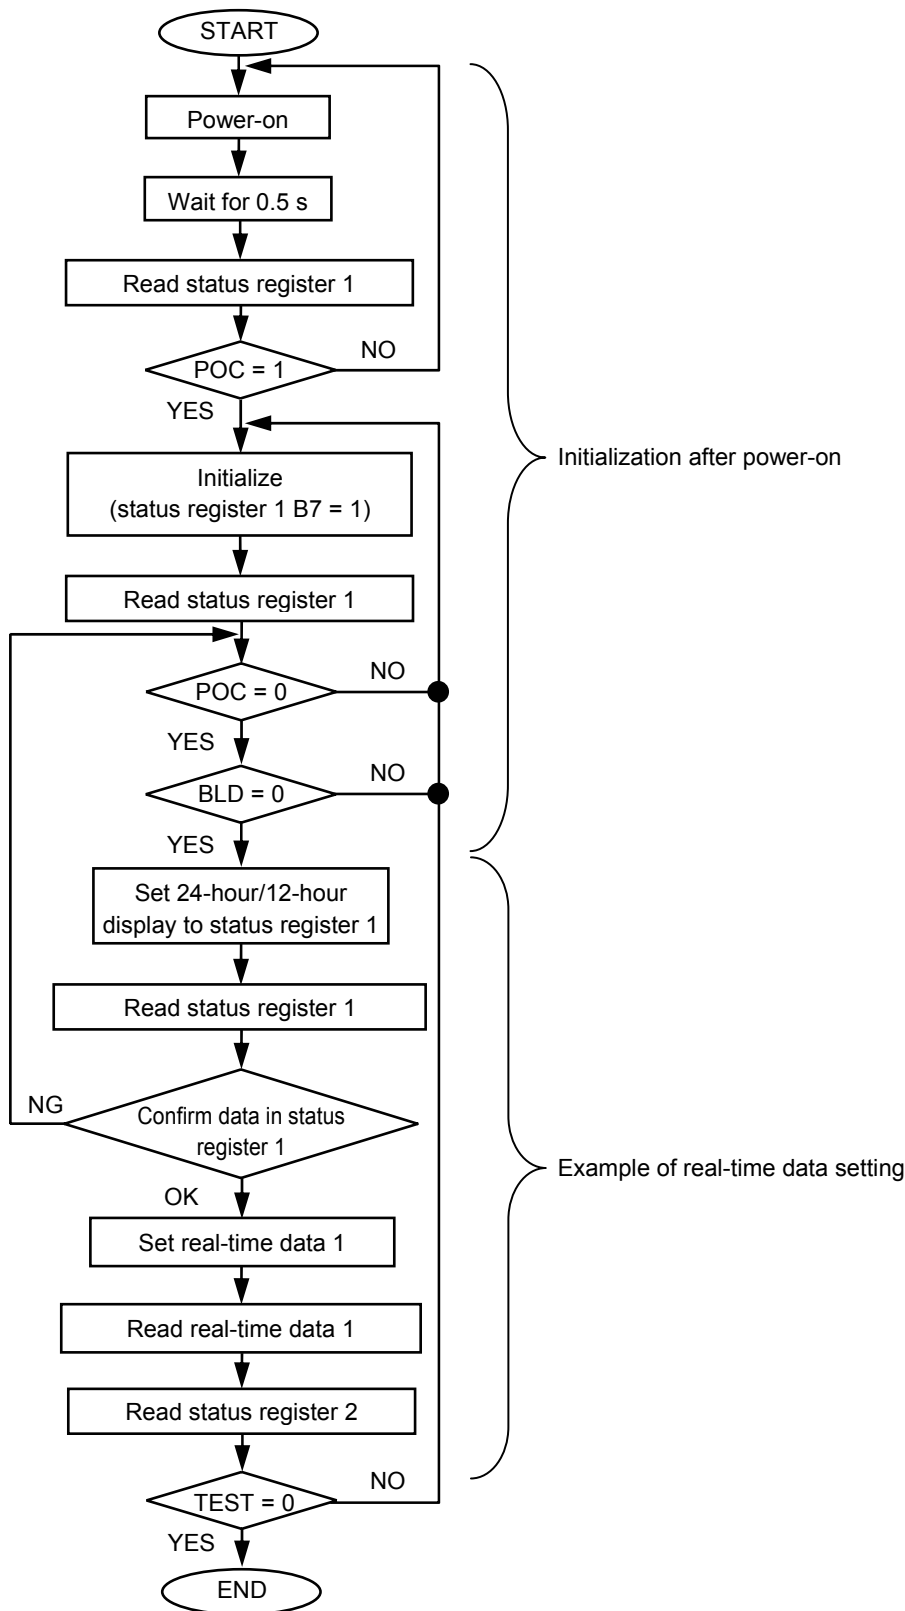 START
Power-on
Wait for 0.5 s
Read status register 1
NO
POC = 1
YES
Initialize
(status register 1 B7 = 1)
Initialization after power-on
Read status register 1
NO
POC = 0
YES
NO
BLD = 0
YES
Set 24-hour/12-hour
display to status register 1
Read status register 1
NG
Confirm data in status
register 1
Example of real-time data setting
OK
Set real-time data 1
Read real-time data 1
Read status register 2
NO
TEST = 0
YES
END